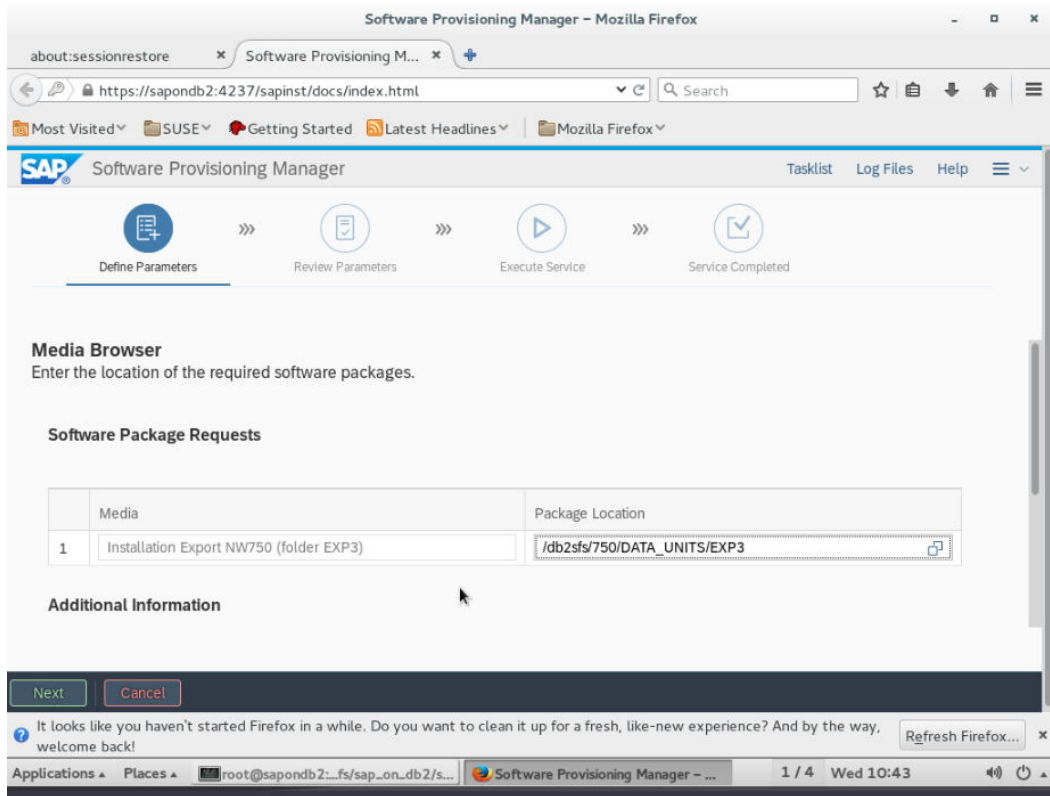 Software Provisioning Manager – Mozilla Firefox
about:sessionrestore
Software Provisioning M...
https://sapondb2:4237/sapinst/docs/index.html
Search
Most Visited
SUSE
Getting Started
Latest Headlines
Mozilla Firefox
SAP
Software Provisioning Manager
Tasklist
Log Files
Help
Define Parameters
Review Parameters
Execute Service
Service Completed
Media Browser
Enter the location of the required software packages.
Software Package Requests
Media
Package Location
1
Installation Export NW750 (folder EXP3)
/db2sfs/750/DATA_UNITS/EXP3
Additional Information
Next
Cancel
It looks like you haven't started Firefox in a while. Do you want to clean it up for a fresh, like-new experience? And by the way,
welcome back!
Refresh Firefox...
Applications
Places
root@sapondb2:...fs/sap_on_db2/s...
Software Provisioning Manager – ...
1 / 4
Wed 10:43